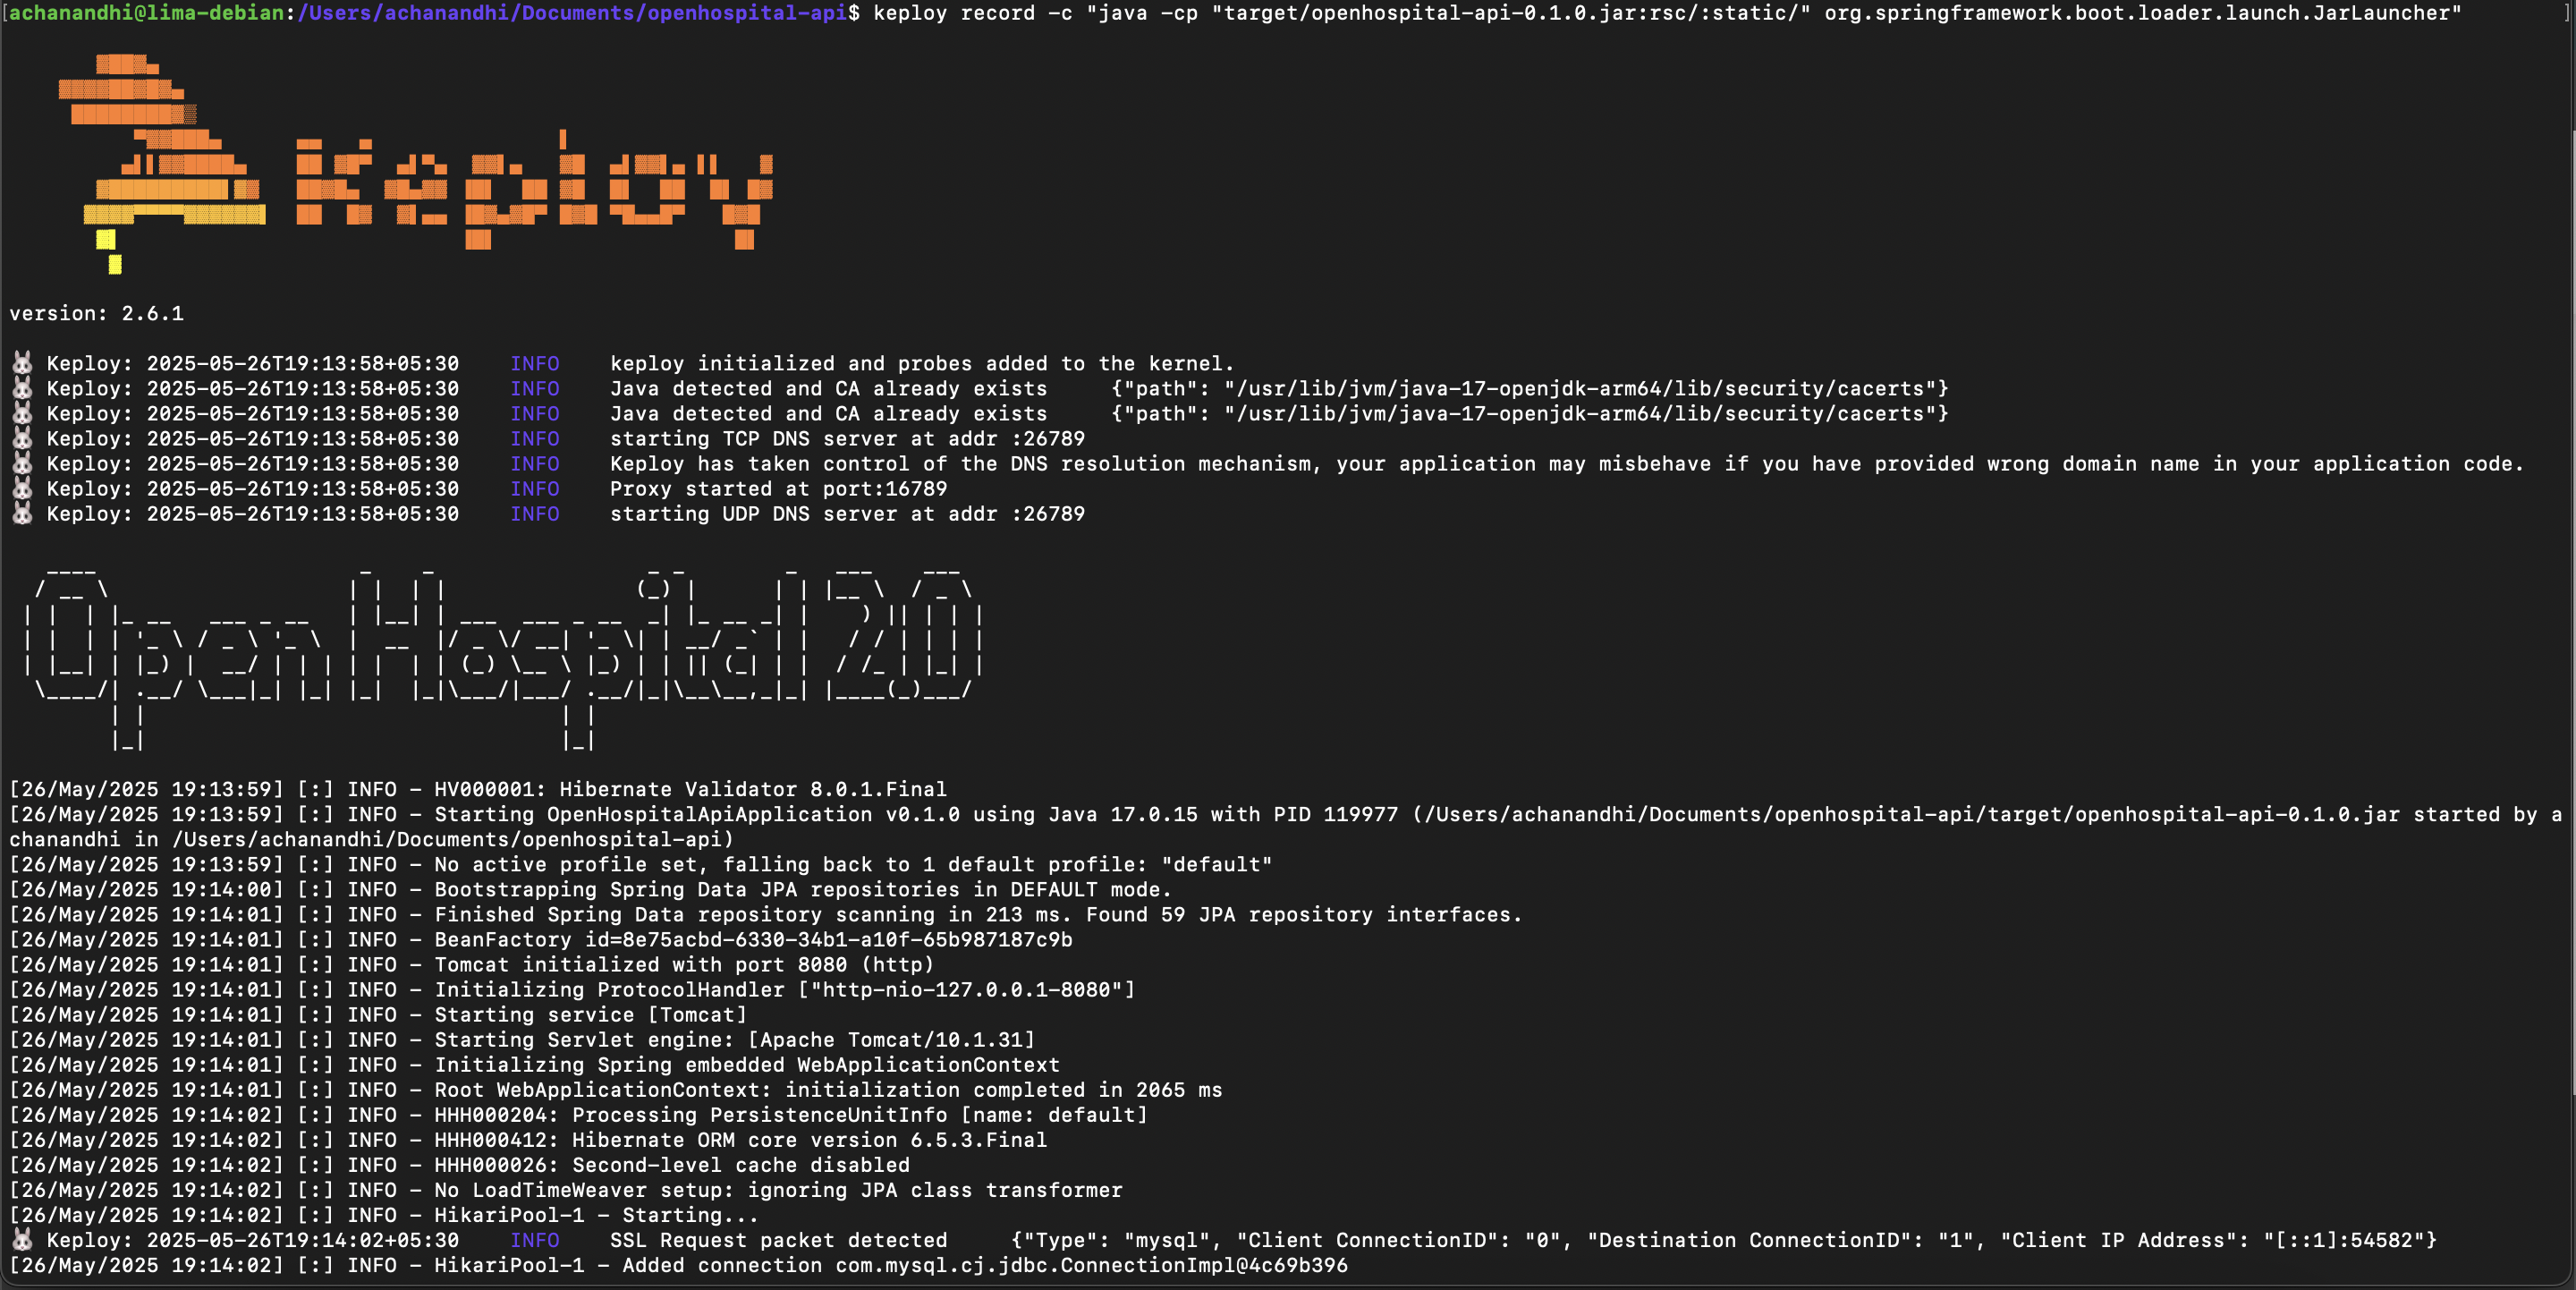 [achanandhi@lima-debian:/Users/achanandhi/Documents/openhospital-api$ keploy record -c "java -cp "target/openhospital-api-0.1.0.jar:rsc/:static/" org.springframework.boot.loader.launch.JarLauncher" ]
Keploy
version: 2.6.1
🐰 Keploy: 2025-05-26T19:13:58+05:30 INFO keploy initialized and probes added to the kernel.
🐰 Keploy: 2025-05-26T19:13:58+05:30 INFO Java detected and CA already exists {"path": "/usr/lib/jvm/java-17-openjdk-arm64/lib/security/cacerts"}
🐰 Keploy: 2025-05-26T19:13:58+05:30 INFO Java detected and CA already exists {"path": "/usr/lib/jvm/java-17-openjdk-arm64/lib/security/cacerts"}
🐰 Keploy: 2025-05-26T19:13:58+05:30 INFO starting TCP DNS server at addr :26789
🐰 Keploy: 2025-05-26T19:13:58+05:30 INFO Keploy has taken control of the DNS resolution mechanism, your application may misbehave if you have provided wrong domain name in your application code.
🐰 Keploy: 2025-05-26T19:13:58+05:30 INFO Proxy started at port:16789
🐰 Keploy: 2025-05-26T19:13:58+05:30 INFO starting UDP DNS server at addr :26789
Open Hospital 2.0
[26/May/2025 19:13:59] [:] INFO - HV000001: Hibernate Validator 8.0.1.Final
[26/May/2025 19:13:59] [:] INFO - Starting OpenHospitalApiApplication v0.1.0 using Java 17.0.15 with PID 119977 (/Users/achanandhi/Documents/openhospital-api/target/openhospital-api-0.1.0.jar started by a
chanandhi in /Users/achanandhi/Documents/openhospital-api)
[26/May/2025 19:13:59] [:] INFO - No active profile set, falling back to 1 default profile: "default"
[26/May/2025 19:14:00] [:] INFO - Bootstrapping Spring Data JPA repositories in DEFAULT mode.
[26/May/2025 19:14:01] [:] INFO - Finished Spring Data repository scanning in 213 ms. Found 59 JPA repository interfaces.
[26/May/2025 19:14:01] [:] INFO - BeanFactory id=8e75acbd-6330-34b1-a10f-65b987187c9b
[26/May/2025 19:14:01] [:] INFO - Tomcat initialized with port 8080 (http)
[26/May/2025 19:14:01] [:] INFO - Initializing ProtocolHandler ["http-nio-127.0.0.1-8080"]
[26/May/2025 19:14:01] [:] INFO - Starting service [Tomcat]
[26/May/2025 19:14:01] [:] INFO - Starting Servlet engine: [Apache Tomcat/10.1.31]
[26/May/2025 19:14:01] [:] INFO - Initializing Spring embedded WebApplicationContext
[26/May/2025 19:14:01] [:] INFO - Root WebApplicationContext: initialization completed in 2065 ms
[26/May/2025 19:14:02] [:] INFO - HHH000204: Processing PersistenceUnitInfo [name: default]
[26/May/2025 19:14:02] [:] INFO - HHH000412: Hibernate ORM core version 6.5.3.Final
[26/May/2025 19:14:02] [:] INFO - HHH000026: Second-level cache disabled
[26/May/2025 19:14:02] [:] INFO - No LoadTimeWeaver setup: ignoring JPA class transformer
[26/May/2025 19:14:02] [:] INFO - HikariPool-1 - Starting...
🐰 Keploy: 2025-05-26T19:14:02+05:30 INFO SSL Request packet detected {"Type": "mysql", "Client ConnectionID": "0", "Destination ConnectionID": "1", "Client IP Address": "[::1]:54582"}
[26/May/2025 19:14:02] [:] INFO - HikariPool-1 - Added connection com.mysql.cj.jdbc.ConnectionImpl@4c69b396